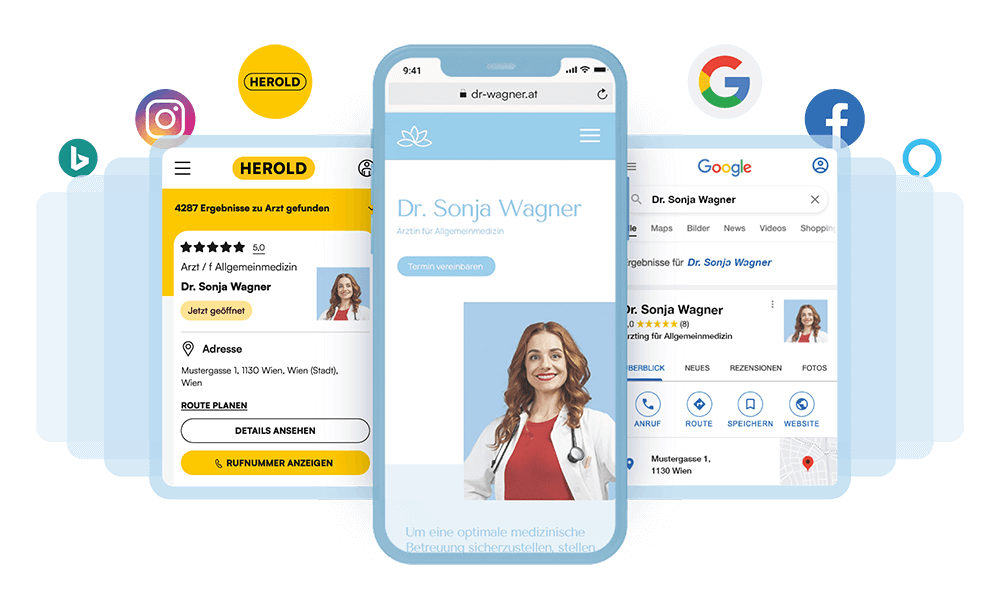 HEROLD
HEROLD
4287 Ergebnisse zu Arzt gefunden
5,0
Arzt / f Allgemeinmedizin
Dr. Sonja Wagner
Jetzt geöffnet
Adresse
Mustergasse 1, 1130 Wien, Wien (Stadt),
Wien
ROUTE PLANEN
DETAILS ANSEHEN
RUFNUMMER ANZEIGEN
9:41
dr-wagner.at
Dr. Sonja Wagner
Ärztin für Allgemeinmedizin
Termin vereinbaren
Um eine optimale medizinische
Betreuung sicherzustellen, stellen
G
f
Google
Dr. Sonja Wagner
lle Maps Bilder News Videos Shopping
rgebnisse für Dr. Sonja Wagner
Dr. Sonja Wagner
,0 (8)
rzting für Allgemeinmedizin
BERBLICK NEUES REZENSIONEN FOTOS
ANRUF ROUTE SPEICHERN WEBSITE
Mustergasse 1,
1130 Wien